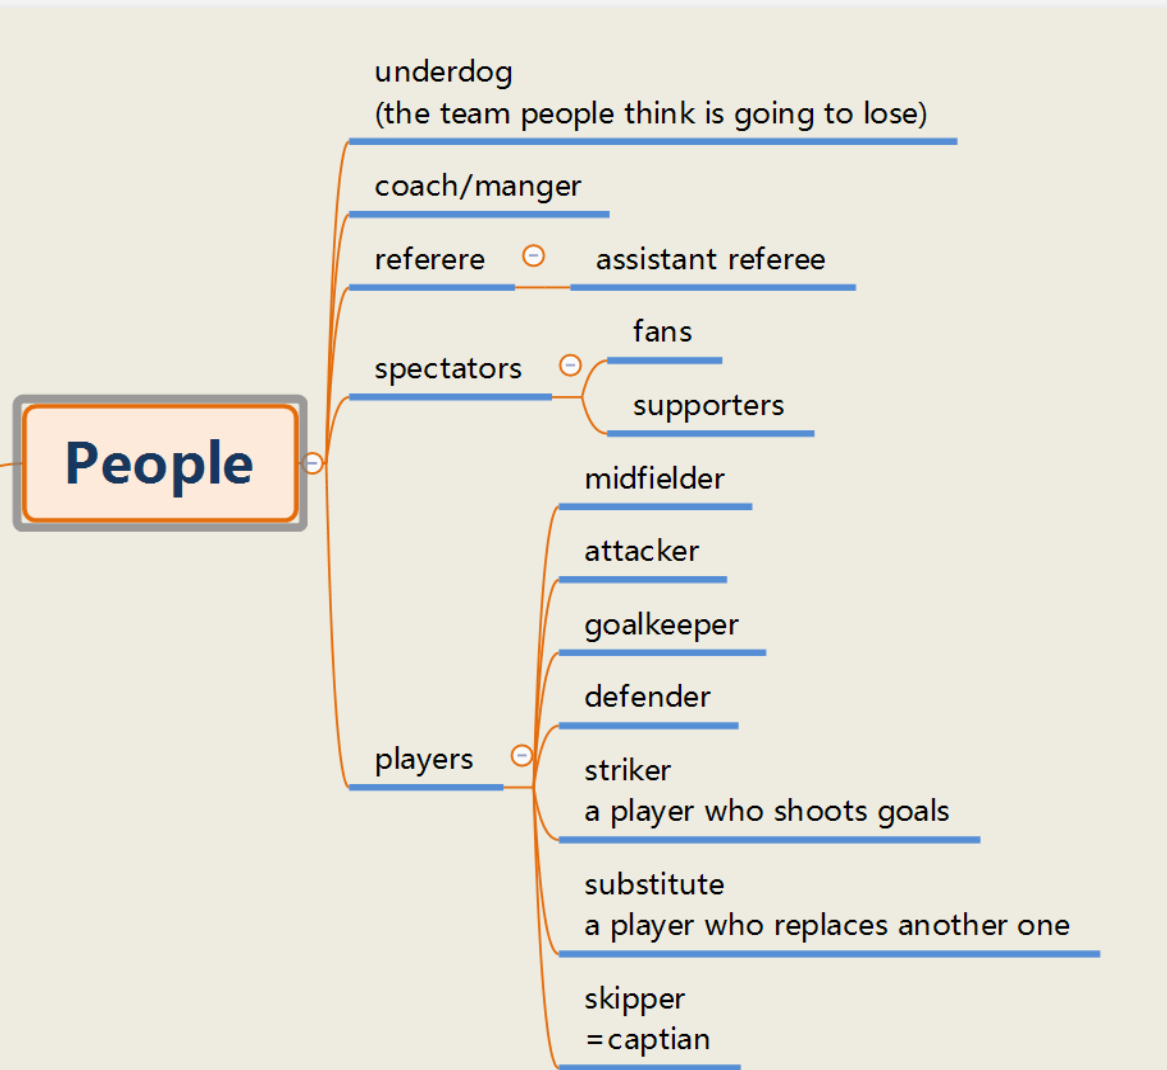 underdog
(the team people think is going to lose)
coach/manger
referere
assistant referee
fans
spectators
supporters
People
midfielder
attacker
goalkeeper
defender
players
striker
a player who shoots goals
substitute
a player who replaces another one
skipper
=captian